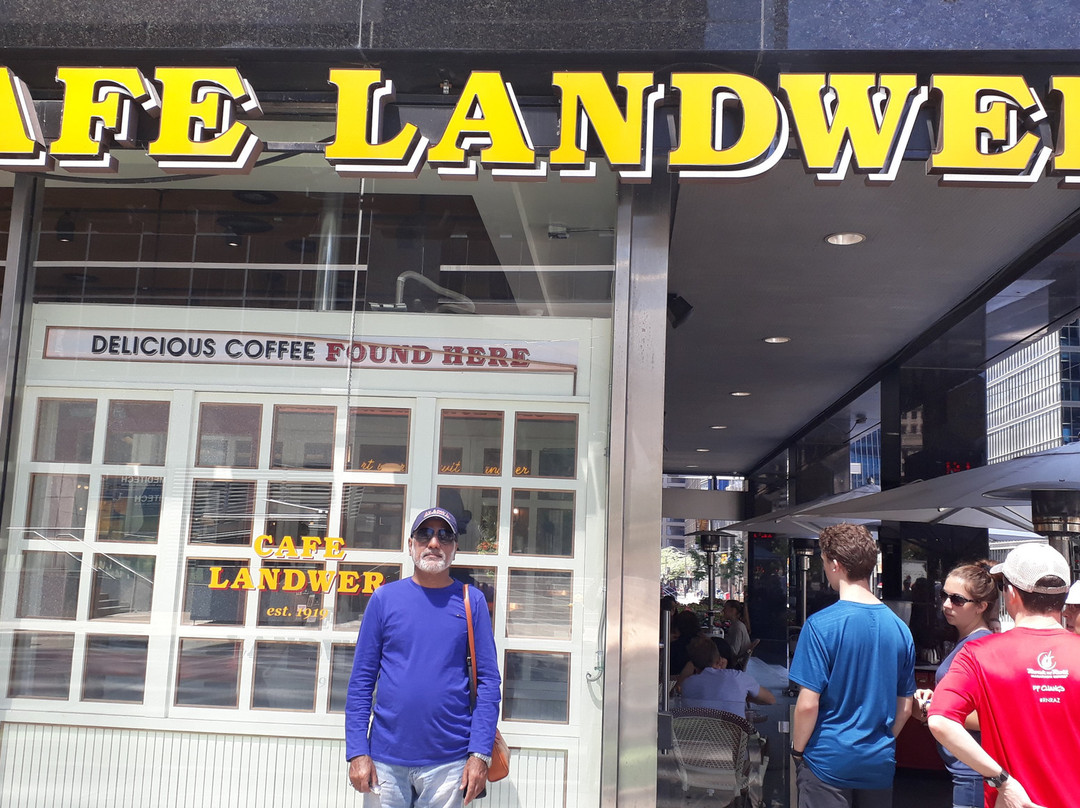 AFE LANDWE
DELICIOUS COFFEE FOUND HERE
CAFE
LANDWER
est. 1919